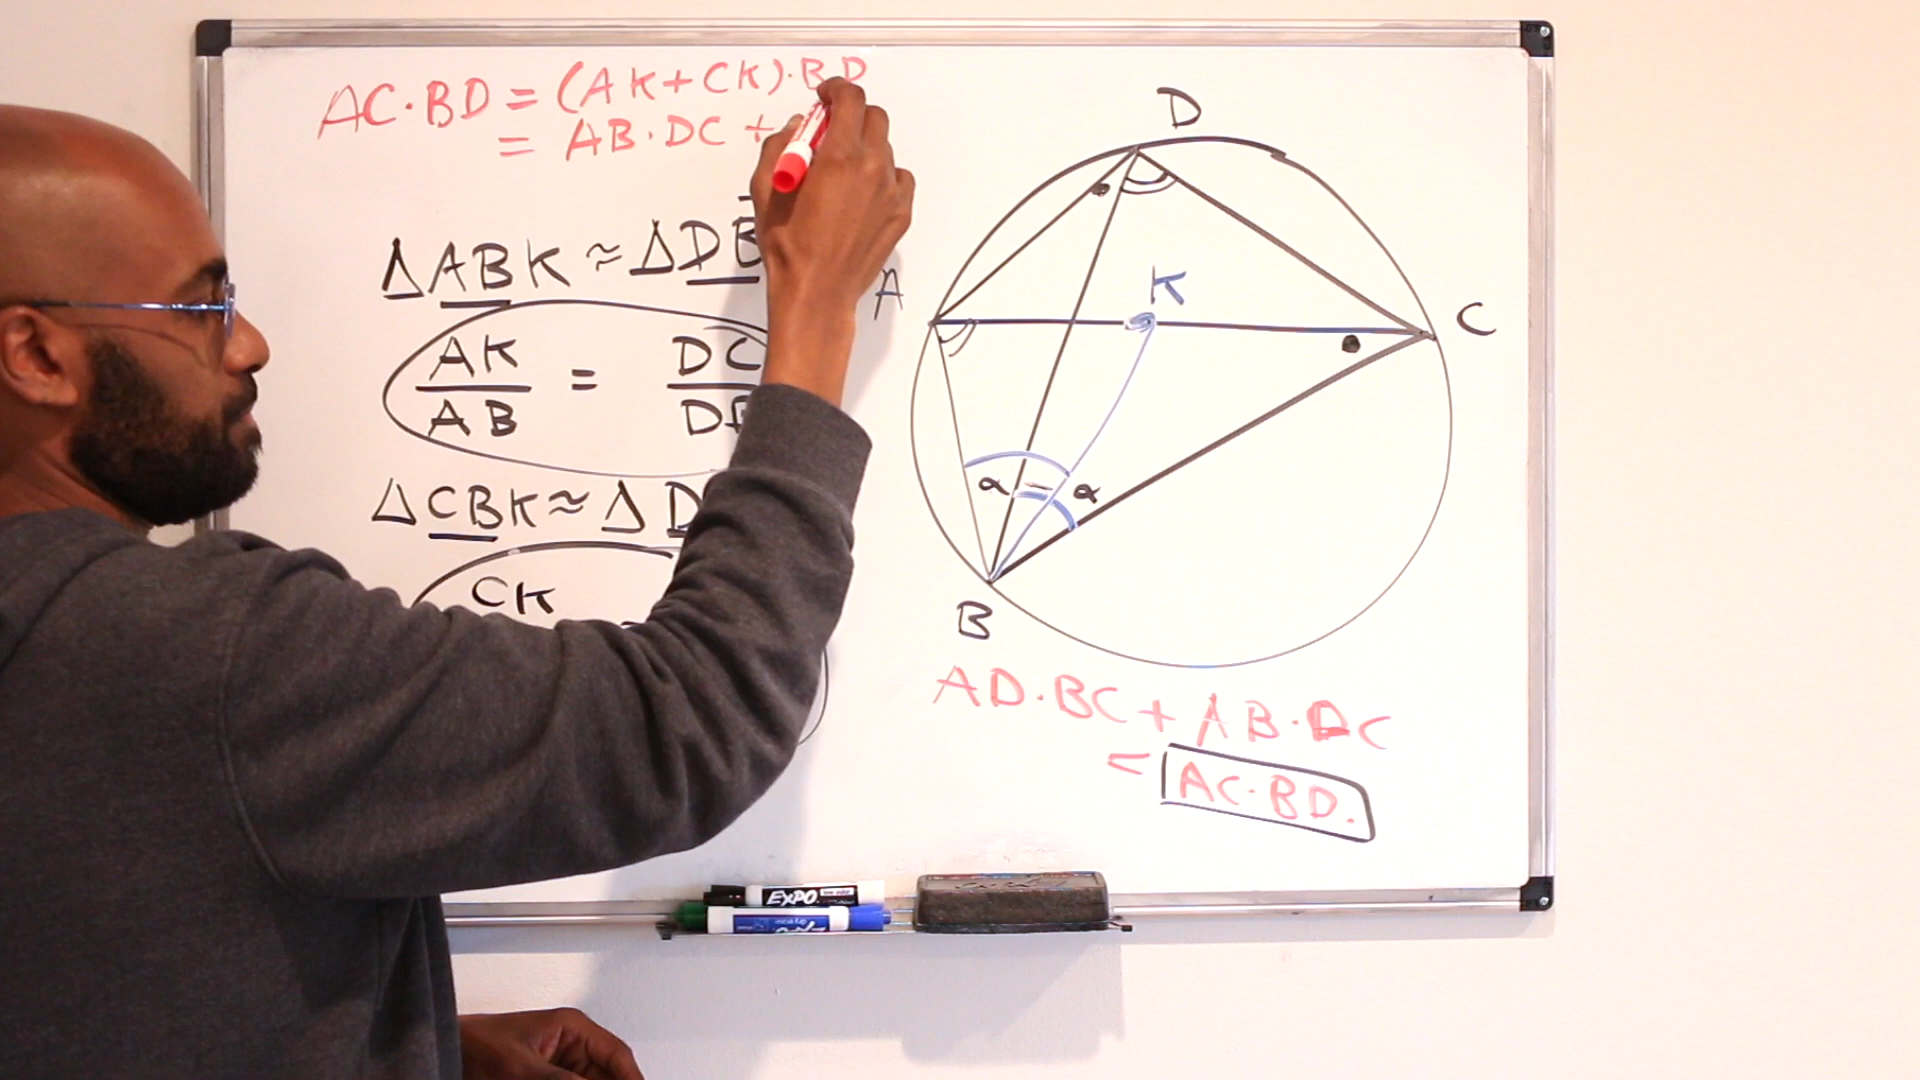 AC·BD = (AK+CK)·BD
= AB·DC +
ΔABK ≈ ΔDB
AK = DC
AB
ΔCBK ≈ Δ D
CK
D
A
K
C
α = α
B
AD·BC + AB·DC
= AC·BD.
EXPO